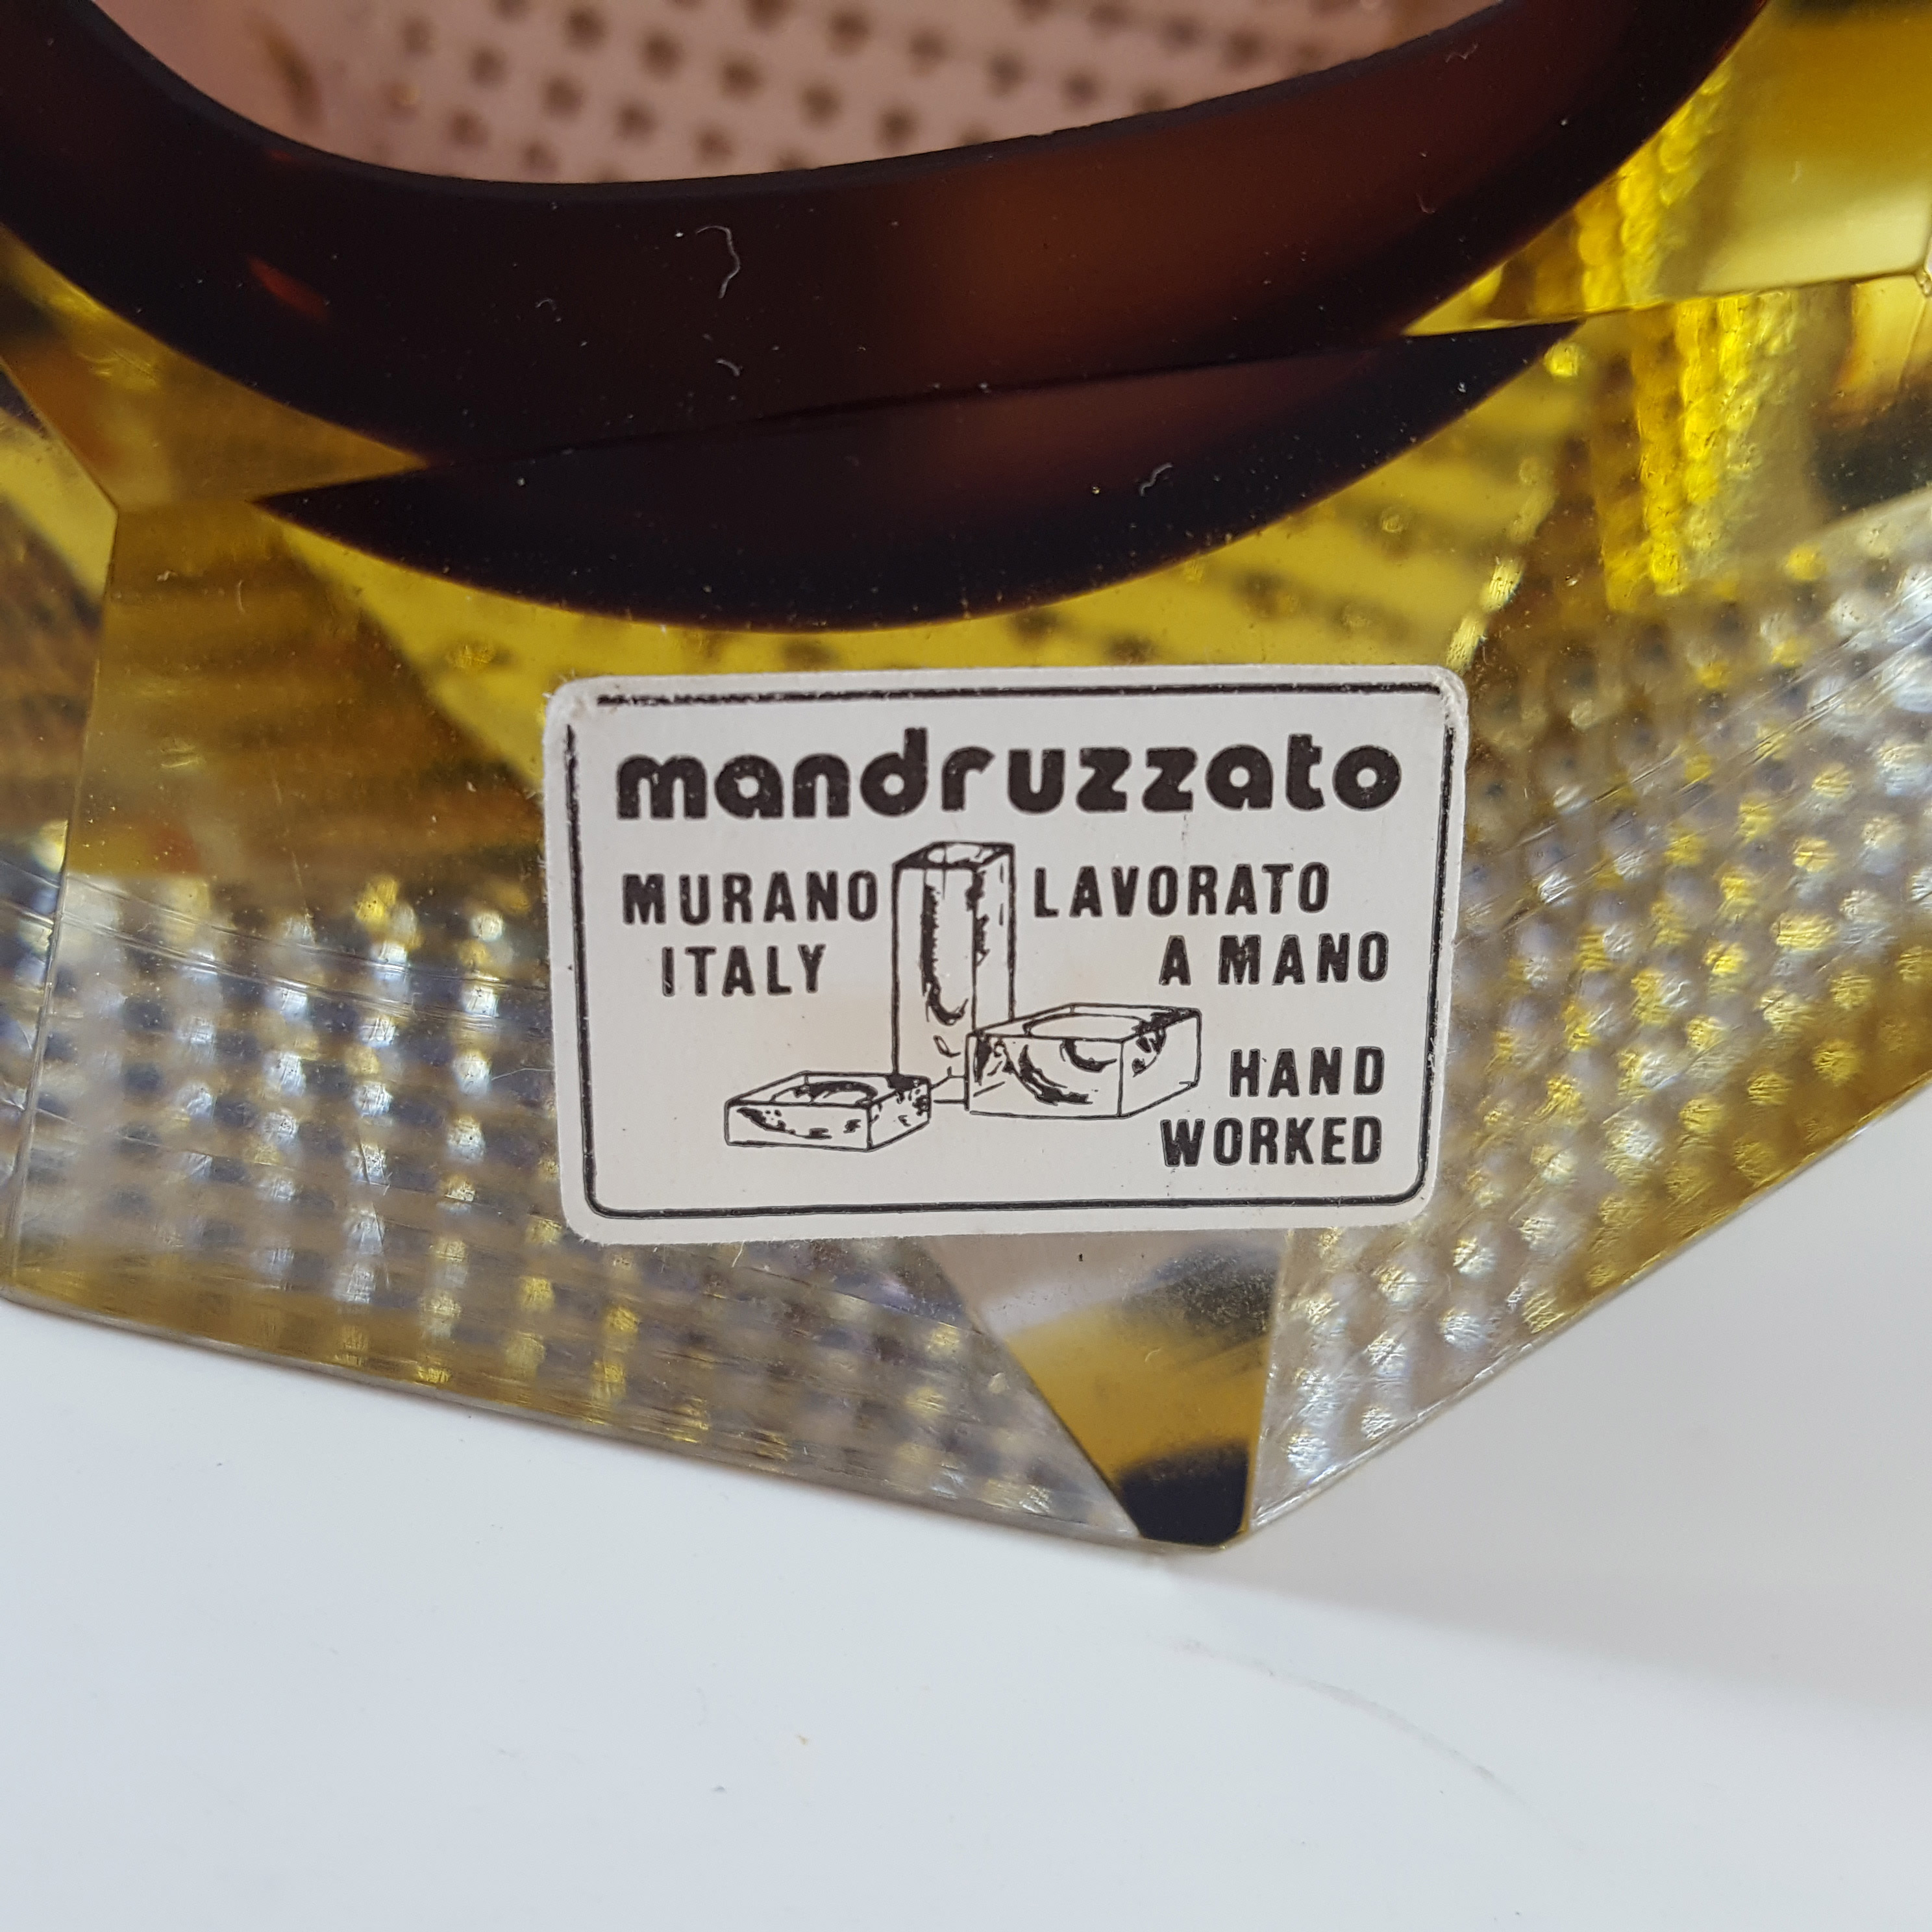 mandruzzato
MURANO
ITALY
LAVORATO
A MANO
HAND
WORKED